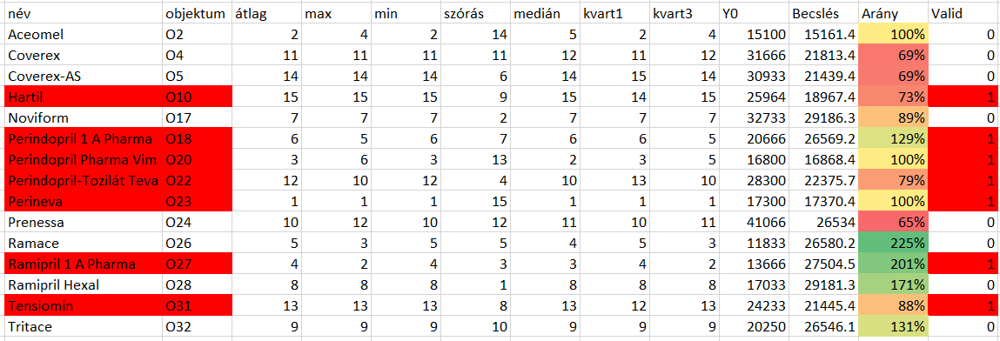 név objektum átlag max min szórás medián kvart1 kvart3 Y0 Becslés Arány Valid
Aceomel O2 2 4 2 14 5 2 4 15100 15161.4 100% 0
Coverex O4 11 11 11 11 12 11 12 31666 21813.4 69% 0
Coverex-AS O5 14 14 14 6 14 15 14 30933 21439.4 69% 0
Hartil O10 15 15 15 9 15 14 15 25964 18967.4 73% 1
Noviform O17 7 7 7 2 7 7 7 32733 29186.3 89% 0
Perindopril 1 A Pharma O18 6 5 6 7 6 6 5 20666 26569.2 129% 1
Perindopril Pharma Vim O20 3 6 3 13 2 3 5 16800 16868.4 100% 1
Perindopril-Tozilát Teva O22 12 10 12 4 10 13 10 28300 22375.7 79% 1
Perineva O23 1 1 1 15 1 1 1 17300 17370.4 100% 1
Prenessa O24 10 12 10 12 11 10 11 41066 26534 65% 0
Ramace O26 5 3 5 5 4 5 3 11833 26580.2 225% 0
Ramipril 1 A Pharma O27 4 2 4 3 3 4 2 13666 27504.5 201% 1
Ramipril Hexal O28 8 8 8 1 8 8 8 17033 29181.3 171% 0
Tensiomin O31 13 13 13 8 13 12 13 24233 21445.4 88% 1
Tritace O32 9 9 9 10 9 9 9 20250 26546.1 131% 0